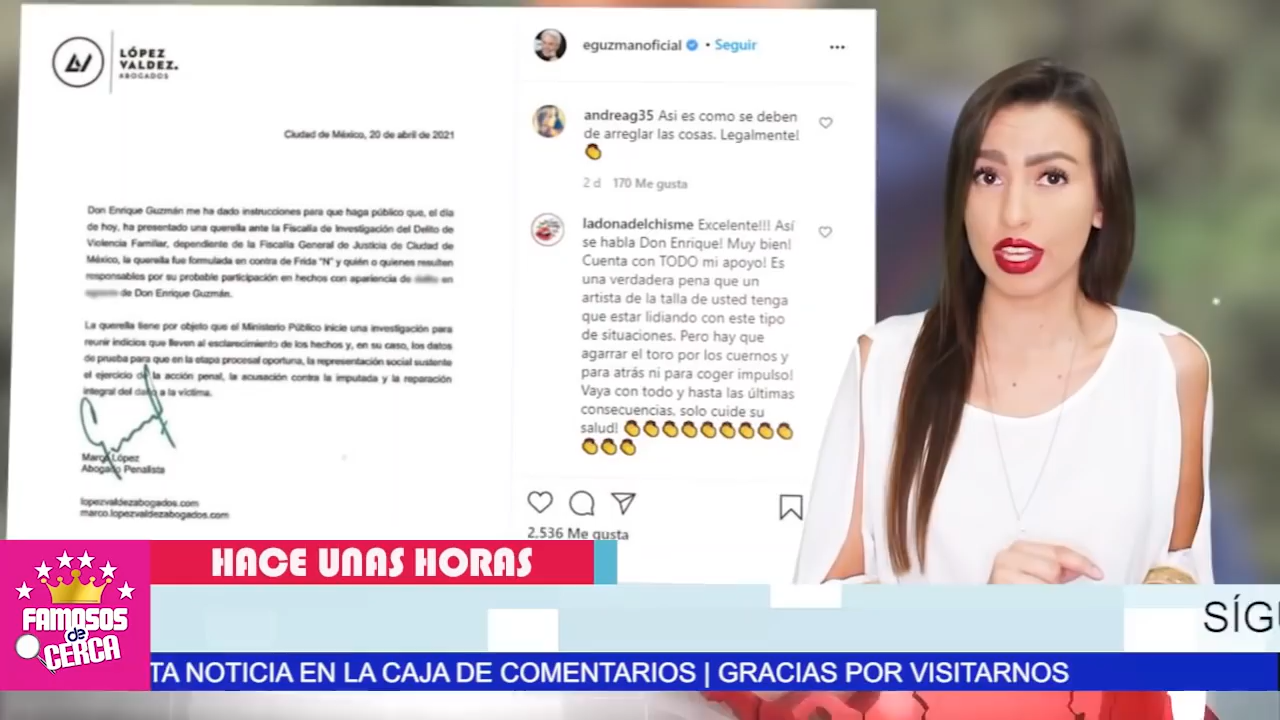 LÓPEZ
VALDEZ.
ABOGADOS
Ciudad de México, 20 de abril de 2021
Don Enrique Guzmán me ha dado instrucciones para que haga público que, el día
de hoy, ha presentado una querella ante la Fiscalía de Investigación del Delito de
Violencia Familiar, dependiente de la Fiscalía General de Justicia de Ciudad de
México, la querella fue formulada en contra de Frida "N" y quién o quienes resulten
responsables por su probable participación en hechos con apariencia de en
de Don Enrique Guzmán.
La querella tiene por objeto que el Ministerio Público inicie una investigación para
reunir indicios que lleven al esclarecimiento de los hechos y, en su caso, los datos
de prueba para que en la etapa procesal oportuna, la representación social sustente
el ejercicio de la acción penal, la acusación contra la imputada y la reparación
integral del daño a la víctima.
Marco López
Abogado Penalista
lopezvaldezabogados.com
marco.lopezvaldezabogados.com
eguzmanoficial • Seguir
andreag35 Asi es como se deben
de arreglar las cosas. Legalmente!
👏
2 d 170 Me gusta
ladonadelchisme Excelente!!! Así
se habla Don Enrique! Muy bien!
Cuenta con TODO mi apoyo! Es
una verdadera pena que un
artista de la talla de usted tenga
que estar lidiando con este tipo
de situaciones. Pero hay que
agarrar el toro por los cuernos y
para atrás ni para coger impulso!
Vaya con todo y hasta las últimas
consecuencias, solo cuide su
salud! 👏👏👏👏👏👏👏👏👏
👏👏👏
2,536 Me gusta
HACE UNAS HORAS
FAMOSOS
de
CERCA
SÍGU
TA NOTICIA EN LA CAJA DE COMENTARIOS | GRACIAS POR VISITARNOS